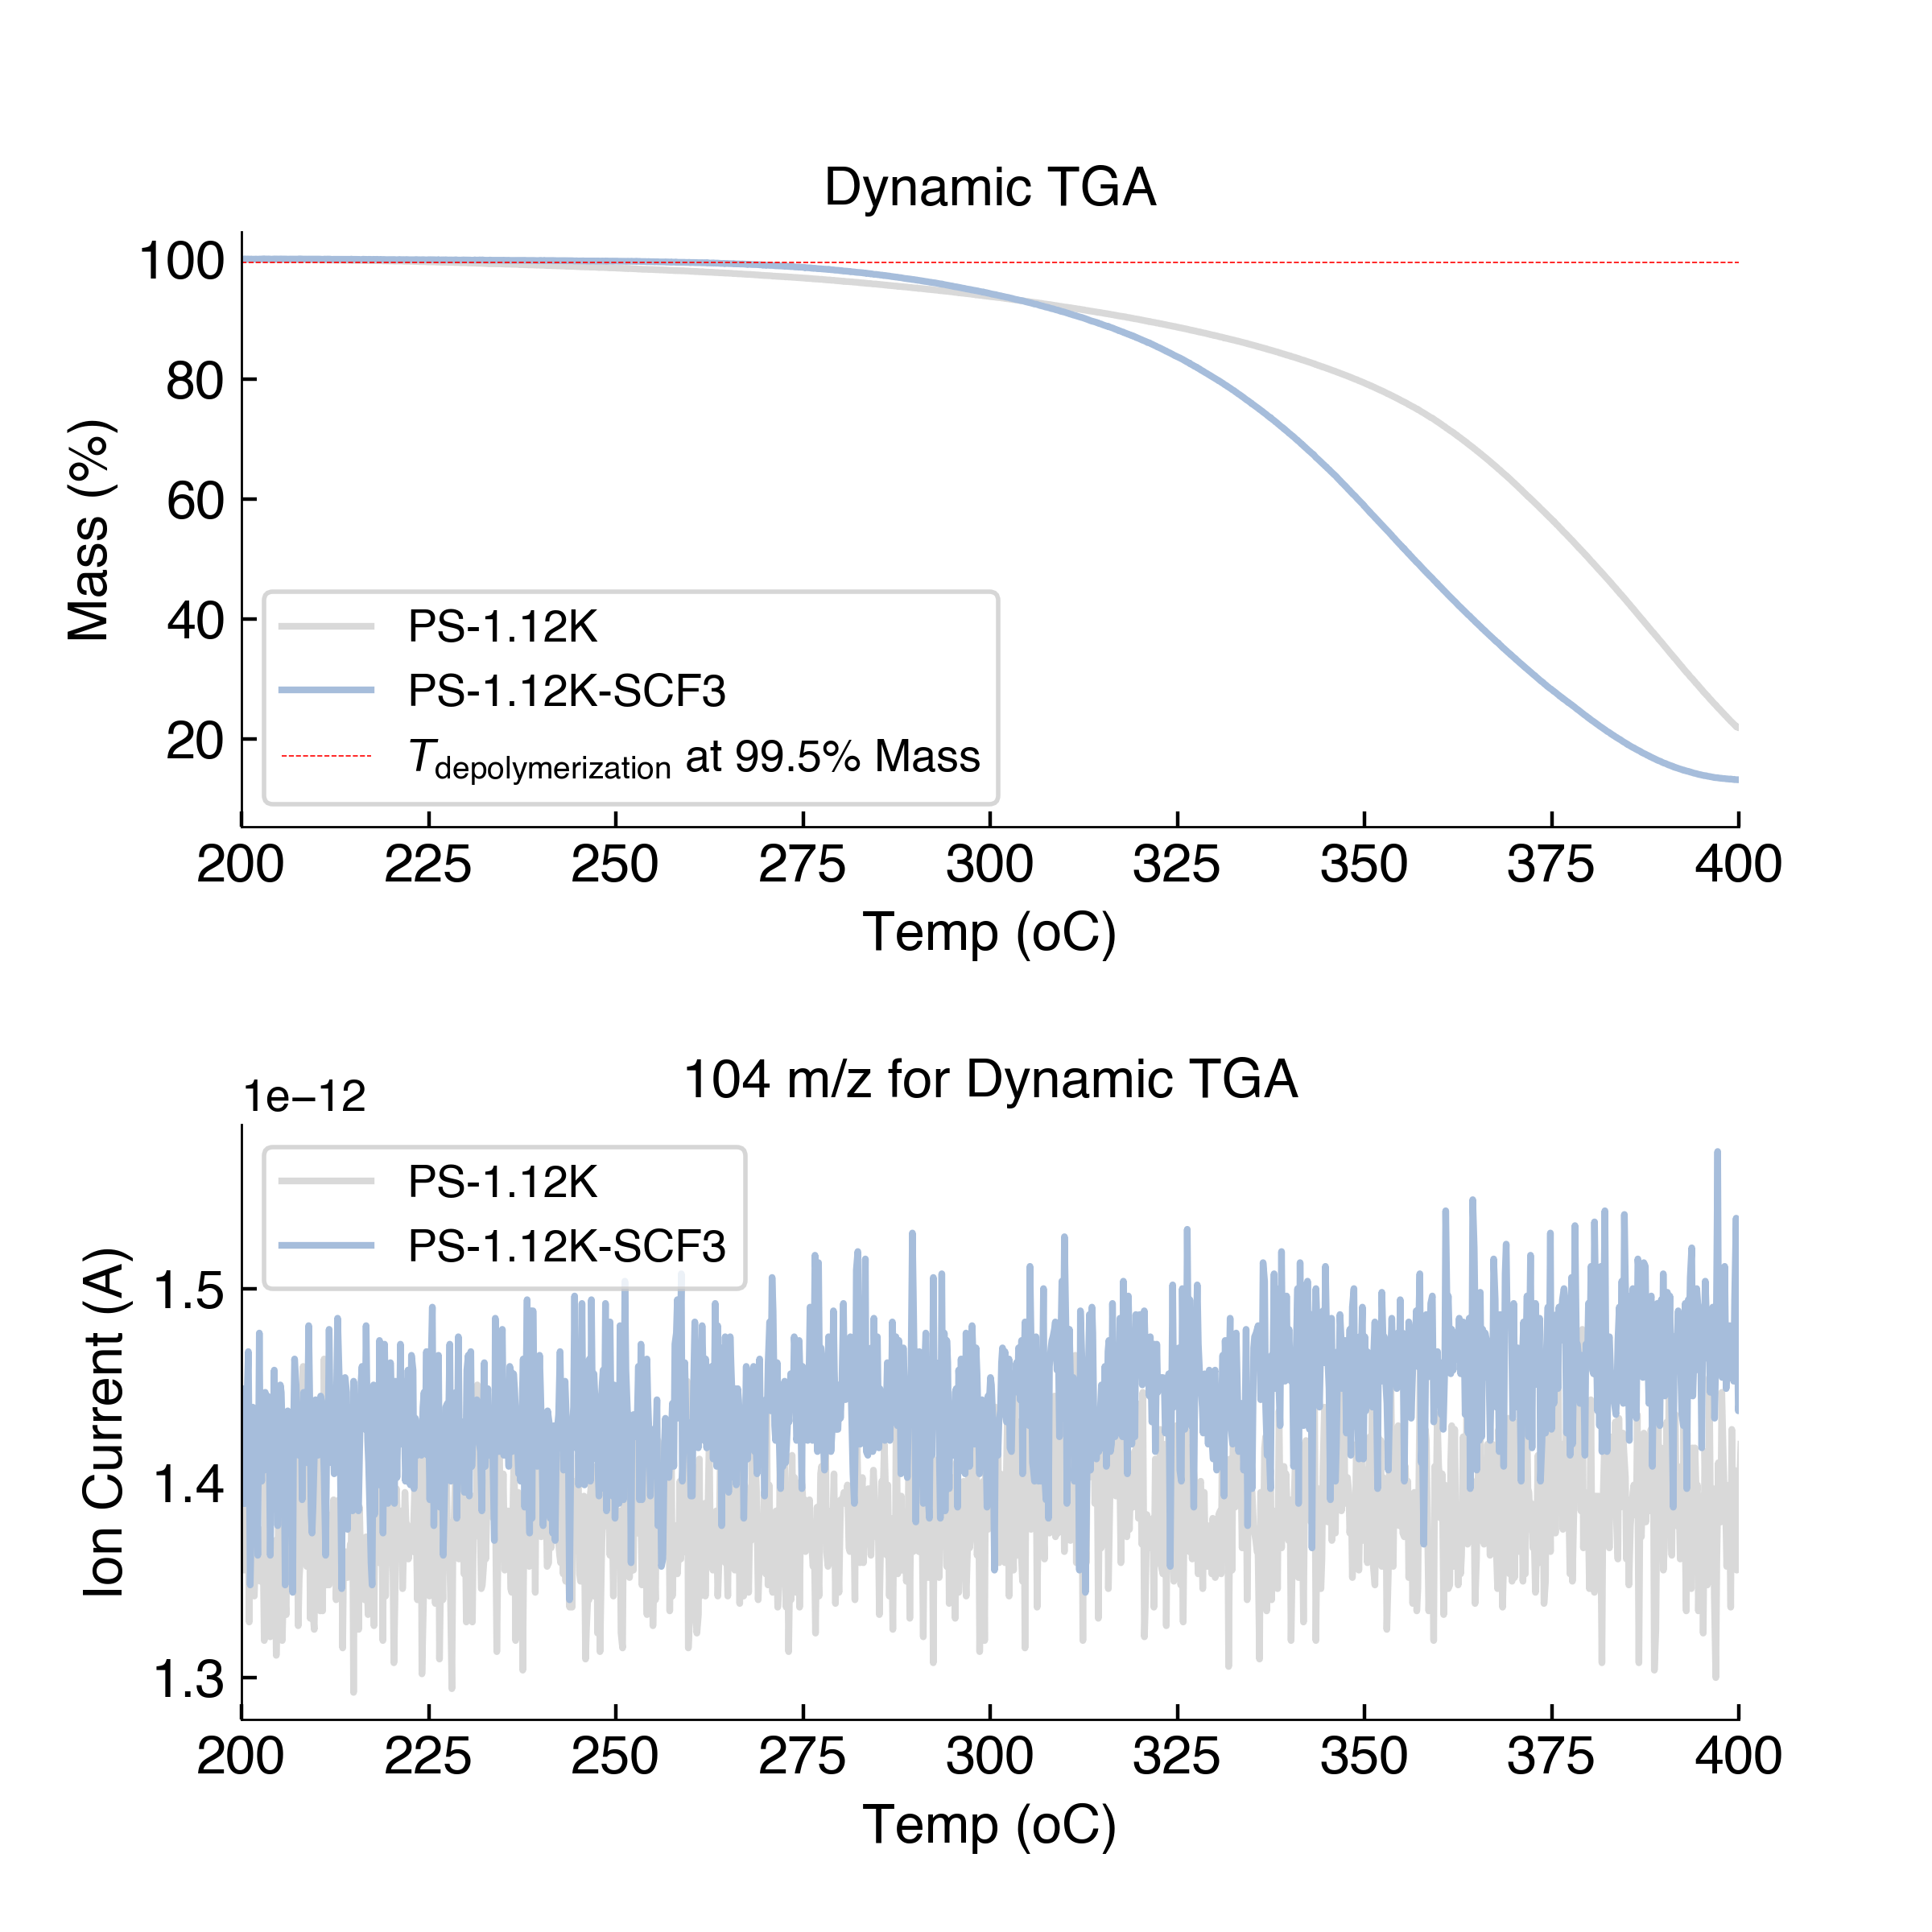 Dynamic TGA
100
80
60
40
20
Mass (%)
PS-1.12K
PS-1.12K-SCF3
Tdepolymerization at 99.5% Mass
200 225 250 275 300 325 350 375 400
Temp (oC)
104 m/z for Dynamic TGA
1e−12
PS-1.12K
PS-1.12K-SCF3
1.5
1.4
1.3
Ion Current (A)
200 225 250 275 300 325 350 375 400
Temp (oC)